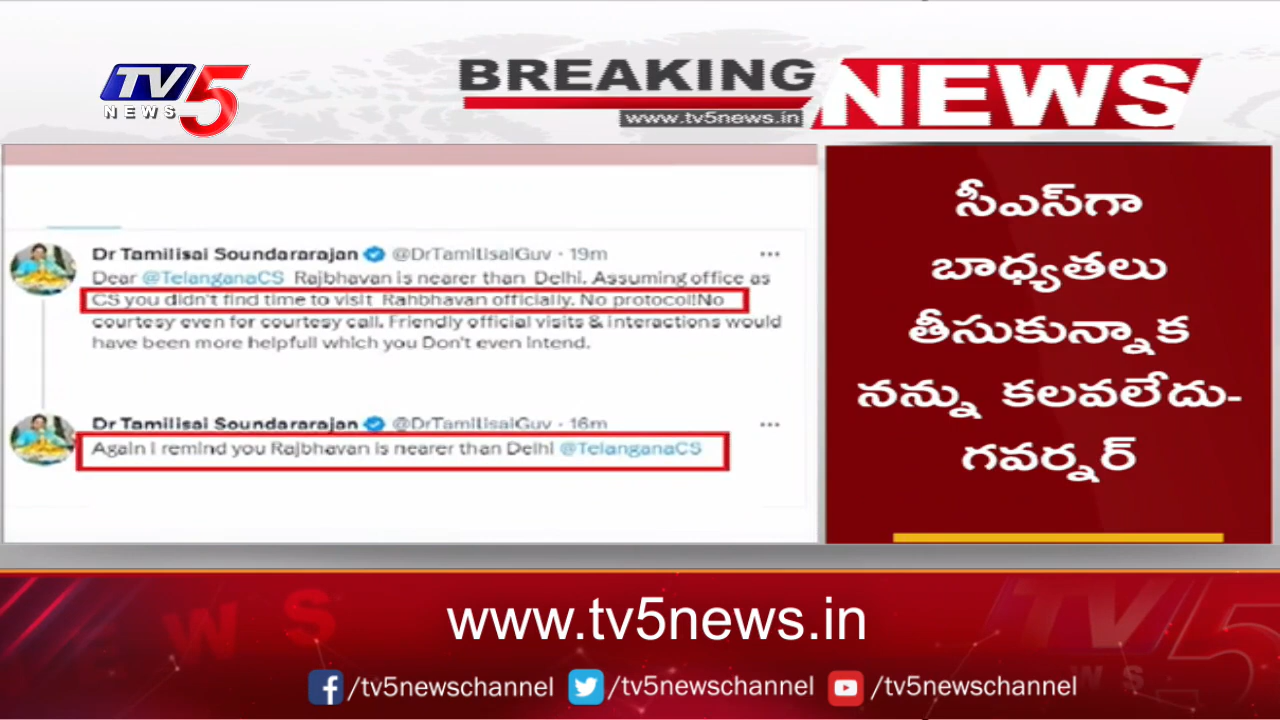 TV5
NEWS
BREAKING
NEWS
www.tv5news.in
Dr Tamilisai Soundararajan @DrTamilisaiGuv · 19m
Dear @TelanganaCS Rajbhavan is nearer than Delhi. Assuming office as
CS you didn't find time to visit Rahbhavan officially. No protocol!No
courtesy even for courtesy call. Friendly official visits & interactions would
have been more helpfull which you Don't even intend.
Dr Tamilisai Soundararajan @DrTamilisaiGuv · 16m
Again I remind you Rajbhavan is nearer than Delhi @TelanganaCS
సీఎస్‌గా
బాధ్యతలు
తీసుకున్నాక
నన్ను కలవలేదు-
గవర్నర్
www.tv5news.in
/tv5newschannel /tv5newschannel /tv5newschannel